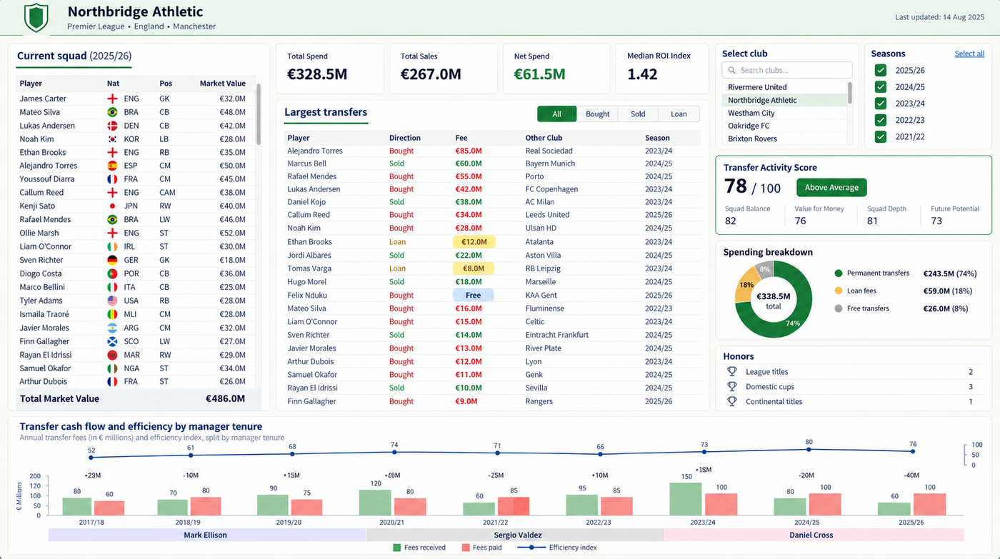 Northbridge Athletic
Premier League • England • Manchester
Last updated: 14 Aug 2025
Current squad (2025/26)
Player Nat Pos Market Value
James Carter ENG GK €32.0M
Mateo Silva BRA CB €48.0M
Lukas Andersen DEN CB €42.0M
Noah Kim KOR LB €28.0M
Ethan Brooks ENG RB €35.0M
Alejandro Torres ESP CM €50.0M
Youssouf Diarra FRA CM €45.0M
Callum Reed ENG CAM €38.0M
Kenji Sato JPN RW €40.0M
Rafael Mendes BRA LW €46.0M
Ollie Marsh ENG ST €52.0M
Liam O'Connor IRL ST €30.0M
Sven Richter GER GK €18.0M
Diogo Costa POR CB €36.0M
Marco Bellini ITA CB €25.0M
Tyler Adams USA RB €28.0M
Ismaila Traoré MLI CM €28.0M
Javier Morales ARG CM €32.0M
Finn Gallagher SCO LW €27.0M
Rayan El Idrissi MAR RW €29.0M
Samuel Okafor NGA ST €34.0M
Arthur Dubois FRA ST €26.0M
Total Market Value €486.0M
Total Spend
€328.5M
Total Sales
€267.0M
Net Spend
€61.5M
Median ROI Index
1.42
Largest transfers
All Bought Sold Loan
Player Direction Fee Other Club Season
Alejandro Torres Bought €85.0M Real Sociedad 2023/24
Marcus Bell Sold €60.0M Bayern Munich 2024/25
Rafael Mendes Bought €55.0M Porto 2024/25
Lukas Andersen Bought €42.0M FC Copenhagen 2023/24
Daniel Kojo Sold €38.0M AC Milan 2023/24
Callum Reed Bought €34.0M Leeds United 2025/26
Noah Kim Bought €28.0M Ulsan HD 2024/25
Ethan Brooks Loan €12.0M Atalanta 2023/24
Jordi Albares Sold €22.0M Aston Villa 2024/25
Tomas Varga Loan €8.0M RB Leipzig 2023/24
Hugo Morel Sold €18.0M Marseille 2024/25
Felix Nduku Bought Free KAA Gent 2025/26
Mateo Silva Bought €16.0M Fluminense 2022/23
Liam O'Connor Bought €15.0M Celtic 2023/24
Sven Richter Sold €14.0M Eintracht Frankfurt 2024/25
Javier Morales Bought €13.0M River Plate 2024/25
Arthur Dubois Bought €12.0M Lyon 2023/24
Samuel Okafor Bought €11.0M Genk 2024/25
Rayan El Idrissi Sold €10.0M Sevilla 2024/25
Finn Gallagher Bought €9.0M Rangers 2025/26
Select club
Search clubs...
Rivermere United
Northbridge Athletic
Westham City
Oakridge FC
Brixton Rovers
Seasons Select all
2025/26
2024/25
2023/24
2022/23
2021/22
Transfer Activity Score
78 / 100 Above Average
Squad Balance Value for Money Squad Depth Future Potential
82 76 81 73
Spending breakdown
8%
18%
74%
€338.5M
total
Permanent transfers €243.5M (74%)
Loan fees €59.0M (18%)
Free transfers €26.0M (8%)
Honors
League titles 2
Domestic cups 3
Continental titles 1
Transfer cash flow and efficiency by manager tenure
Annual transfer fees (in € millions) and efficiency index, split by manager tenure
52 61 68 74 71 66 73 80 76
100
50
0
-10M +15M -25M +10M -20M -40M
€ Millions
200
120
100
50
0
80 60 70 80 90 75 120 80 60 85 95 85 150 100 80 100 60 100
2017/18 2018/19 2019/20 2020/21 2021/22 2022/23 2023/24 2024/25 2025/26
Mark Ellison Sergio Valdez Daniel Cross
Fees received Fees paid Efficiency index